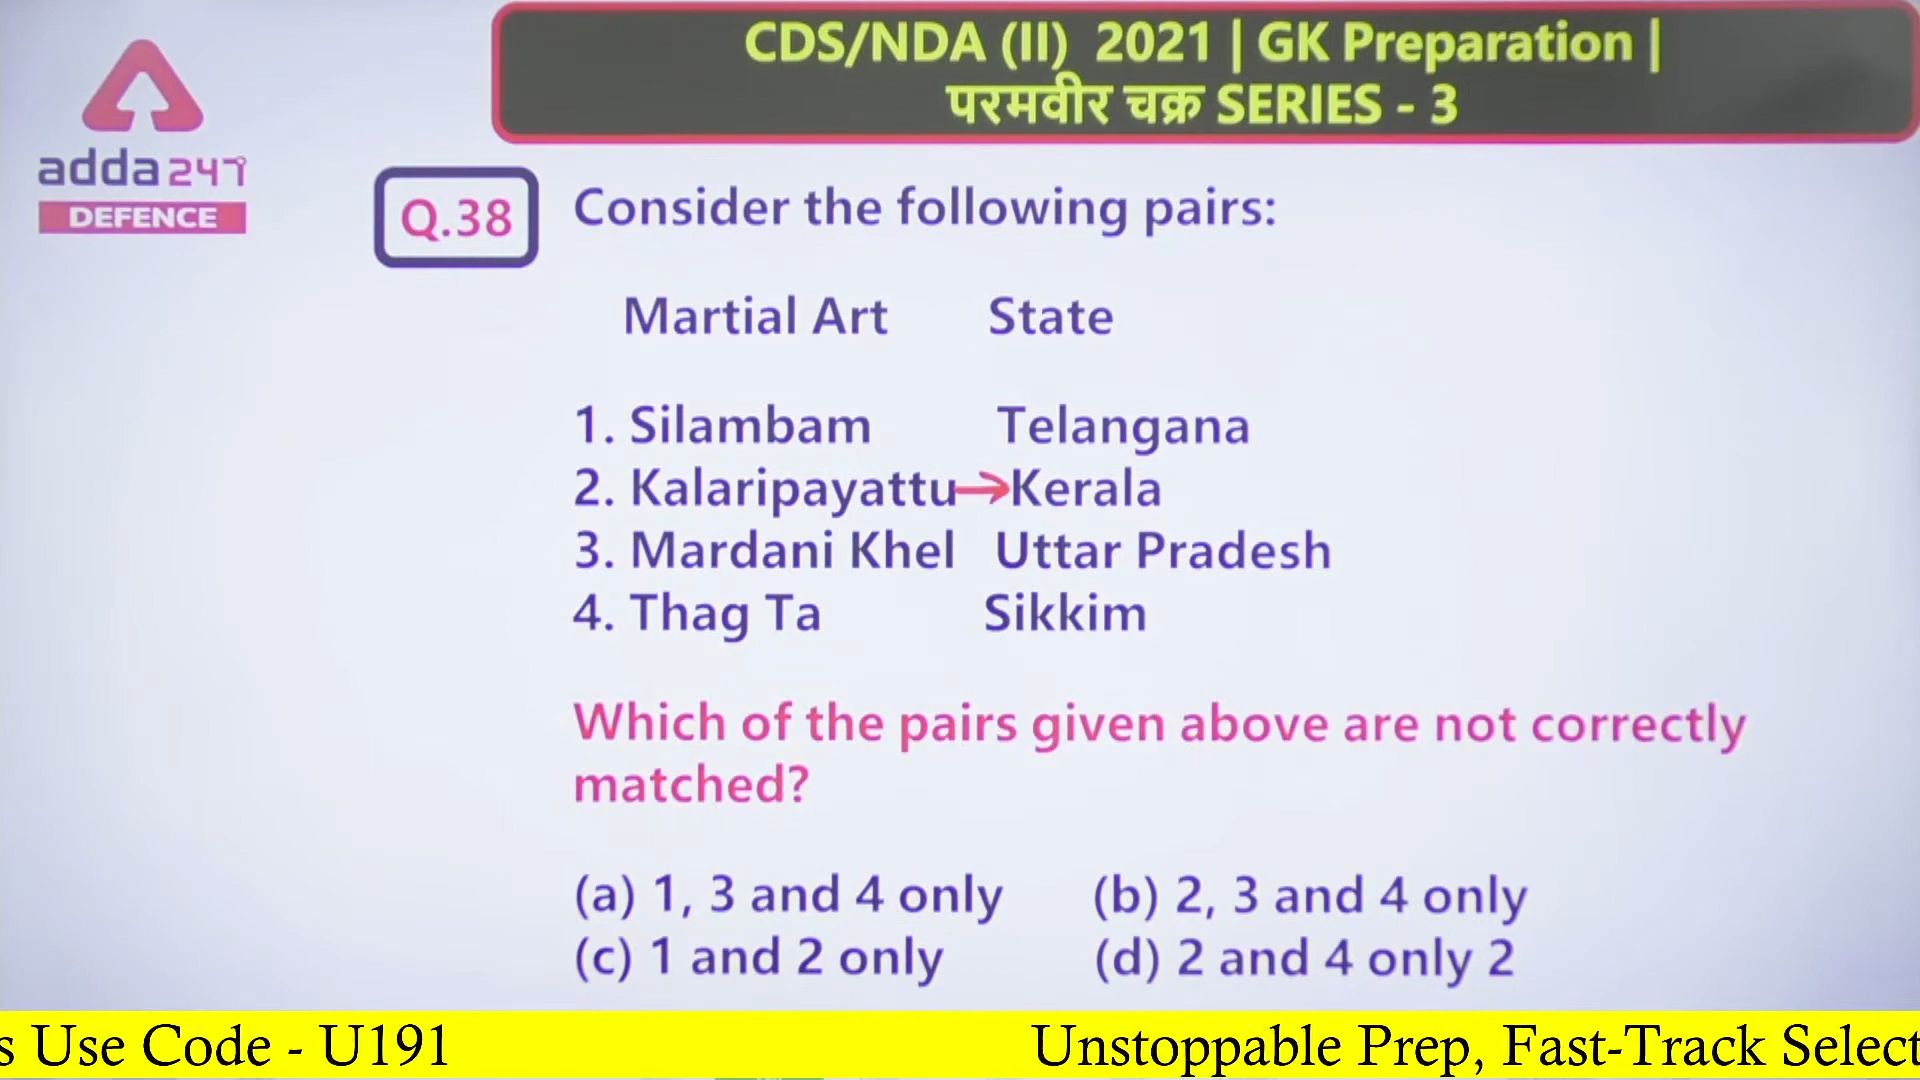 CDS/NDA (II) 2021 | GK Preparation |
परमवीर चक्र SERIES - 3
adda247
DEFENCE
Q.38
Consider the following pairs:
Martial Art State
1. Silambam Telangana
2. Kalaripayattu→Kerala
3. Mardani Khel Uttar Pradesh
4. Thag Ta Sikkim
Which of the pairs given above are not correctly
matched?
(a) 1, 3 and 4 only (b) 2, 3 and 4 only
(c) 1 and 2 only (d) 2 and 4 only 2
s Use Code - U191 Unstoppable Prep, Fast-Track Select